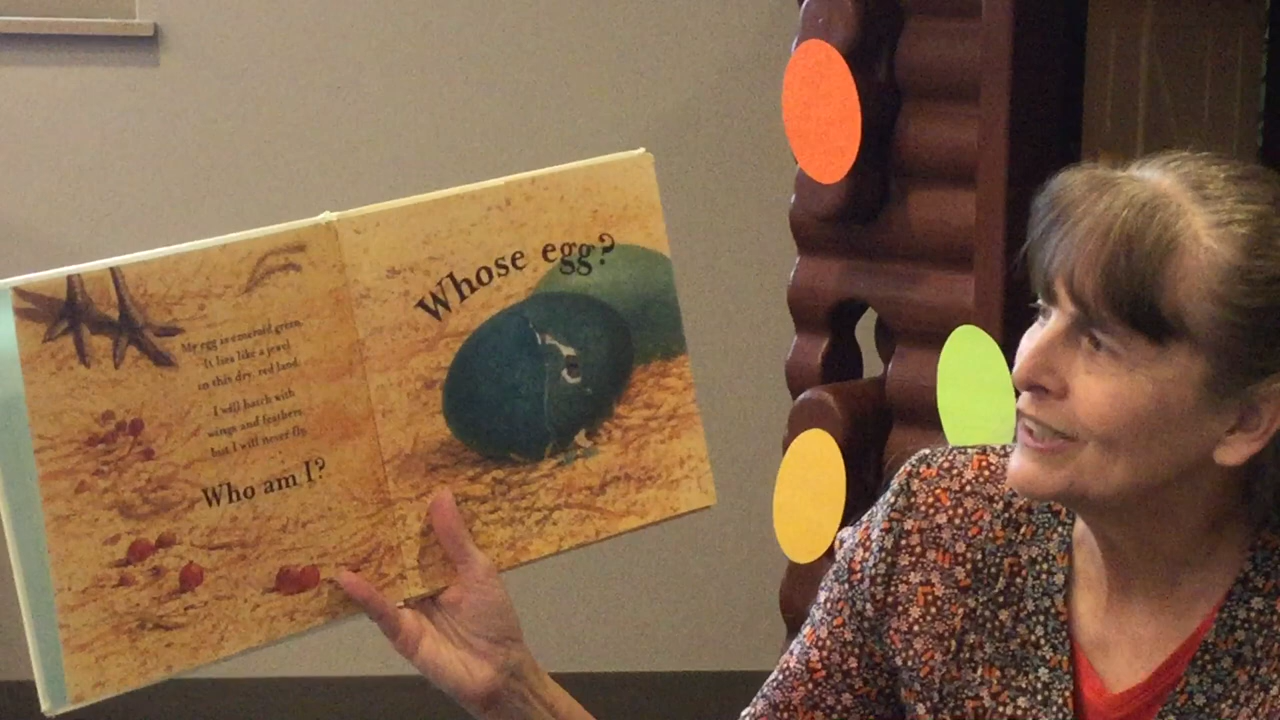 My egg is emerald green.
It lies like a jewel
in this dry, red land.
I will hatch with
wings and feathers
but I will never fly.
Who am I?
Whose egg?